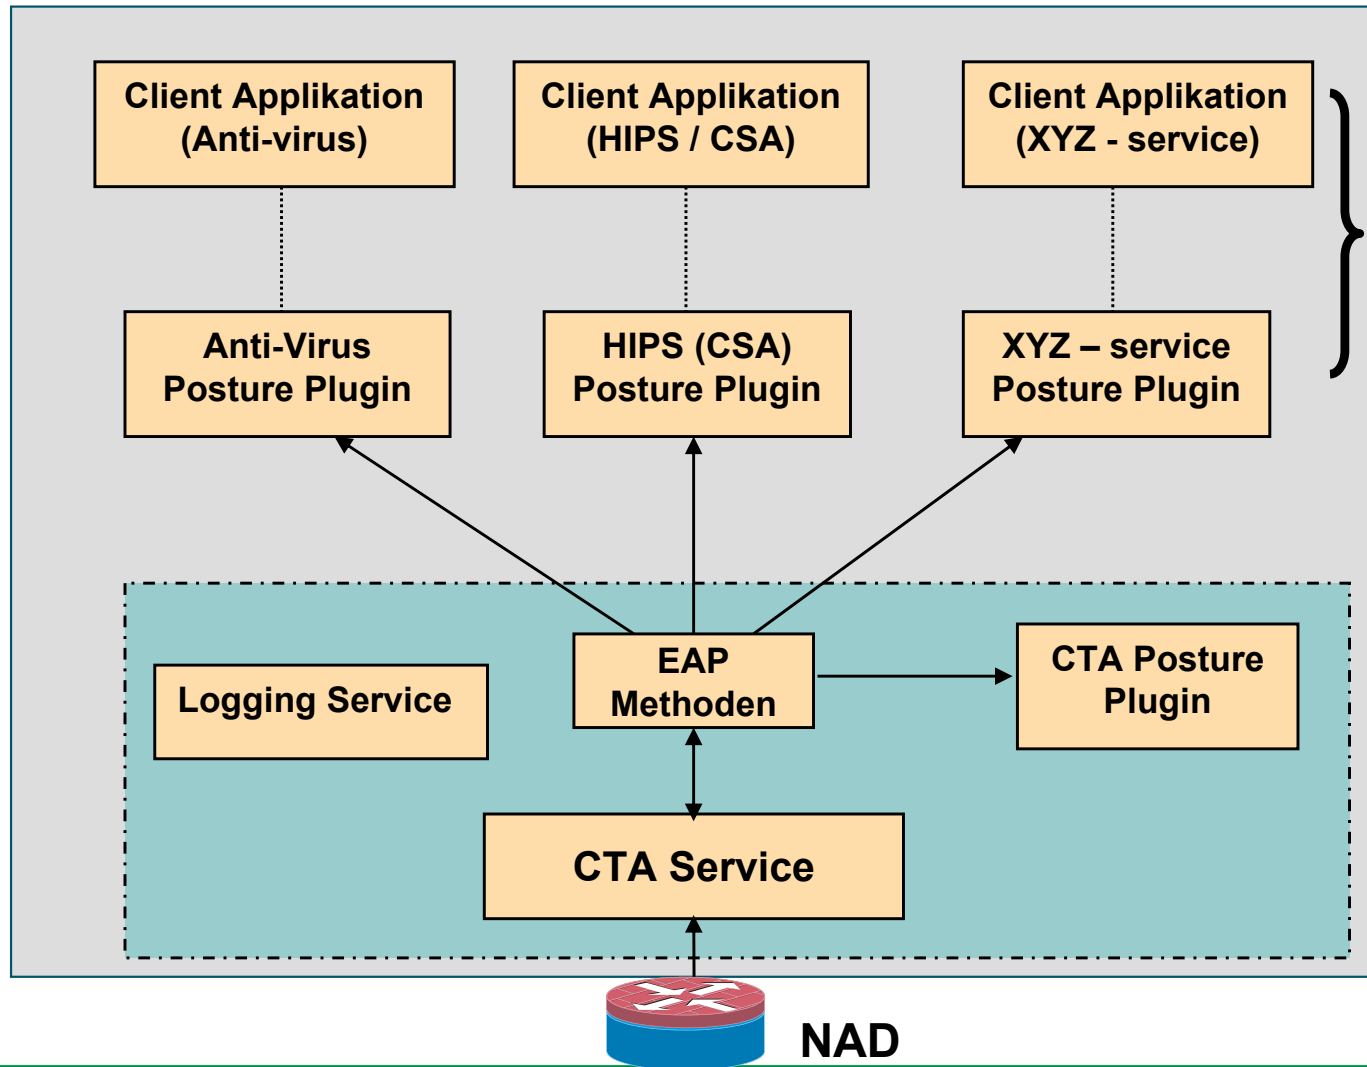 Client Applikation
(Anti-virus)
Client Applikation
(HIPS / CSA)
Client Applikation
(XYZ - service)
Anti-Virus
Posture Plugin
HIPS (CSA)
Posture Plugin
XYZ – service
Posture Plugin
EAP
Methoden
CTA Posture
Plugin
Logging Service
CTA Service
NAD